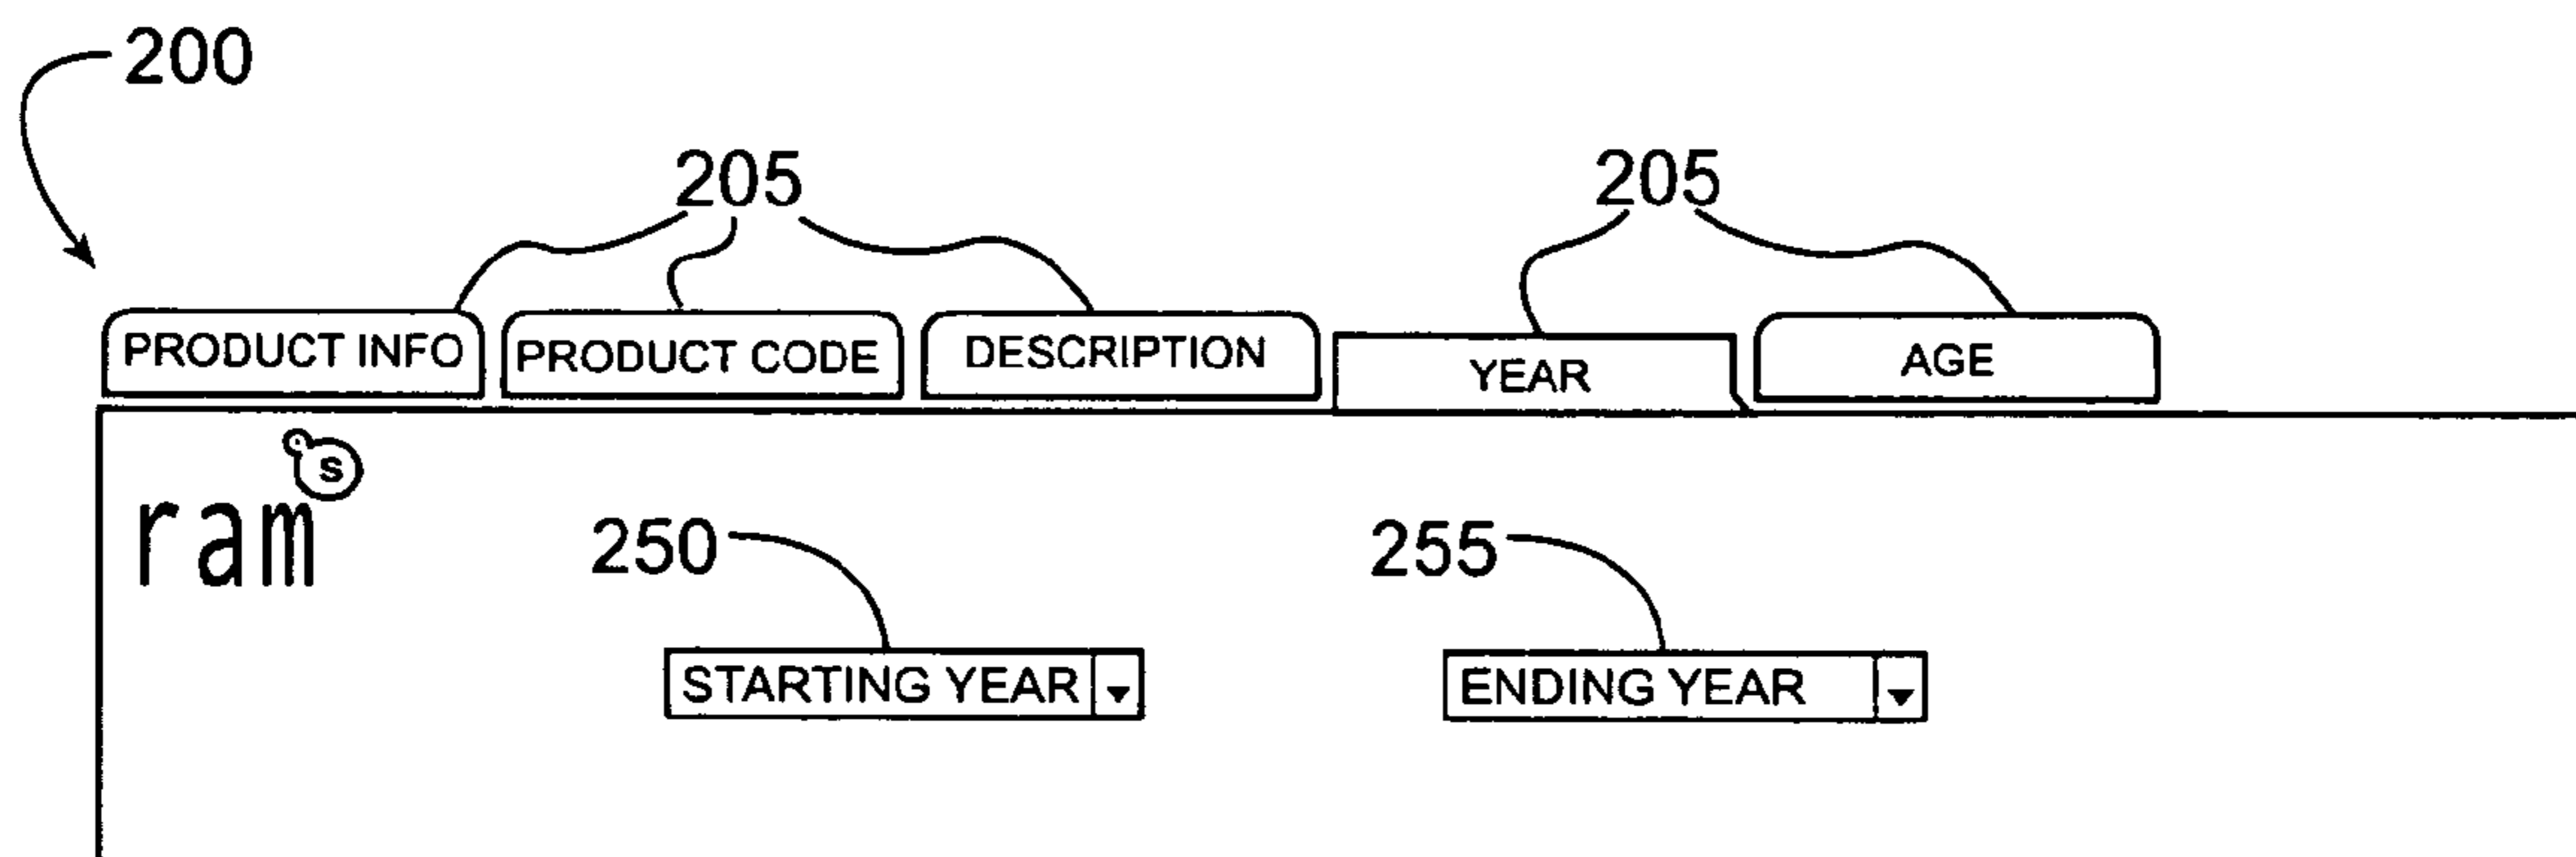 200
205 205
PRODUCT INFO PRODUCT CODE DESCRIPTION YEAR AGE
s
ram
250 255
STARTING YEAR ENDING YEAR